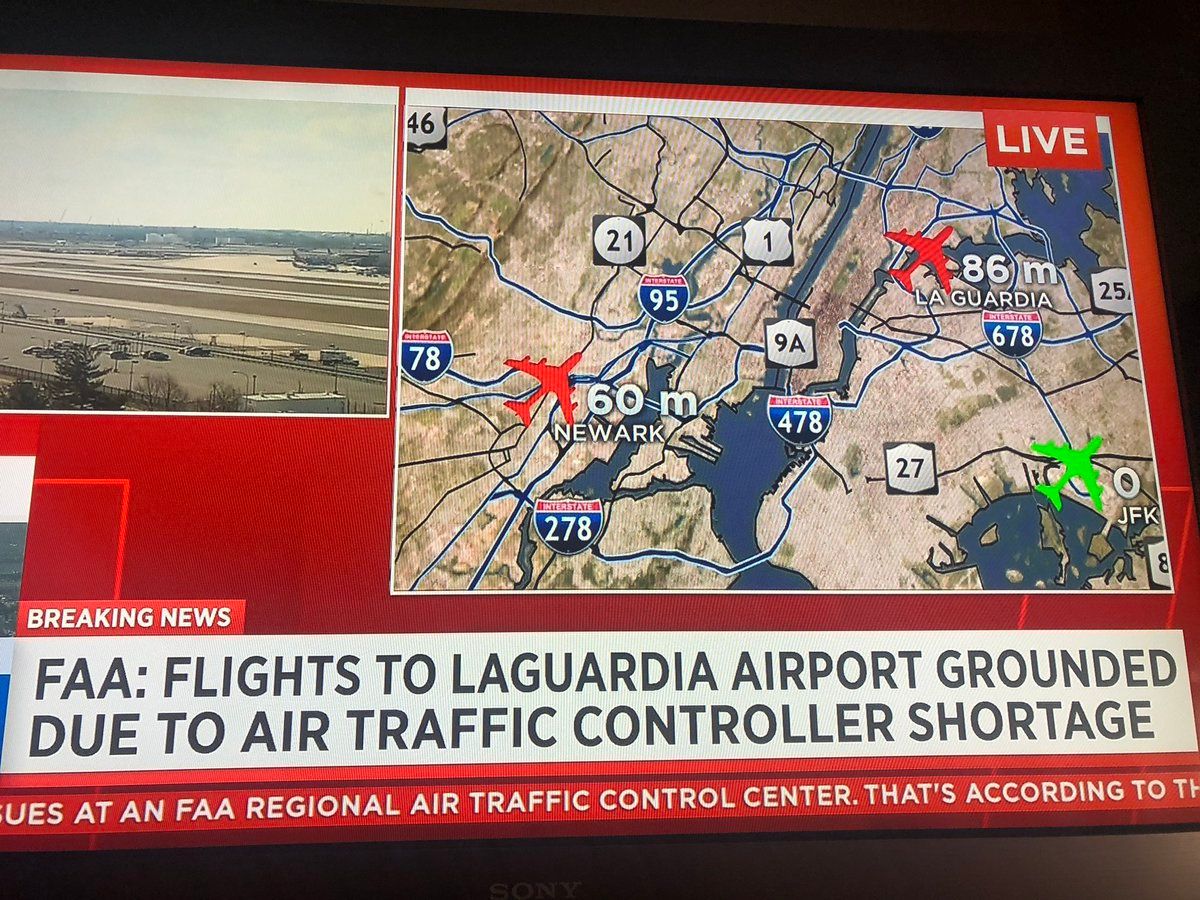 46
LIVE
21
1
INTERSTATE
95
86 m
LA GUARDIA
25
INTERSTATE
678
INTERSTATE
78
9A
60 m
NEWARK
INTERSTATE
478
27
0
JFK
INTERSTATE
278
8
BREAKING NEWS
FAA: FLIGHTS TO LAGUARDIA AIRPORT GROUNDED
DUE TO AIR TRAFFIC CONTROLLER SHORTAGE
SUES AT AN FAA REGIONAL AIR TRAFFIC CONTROL CENTER. THAT'S ACCORDING TO TH
SONY